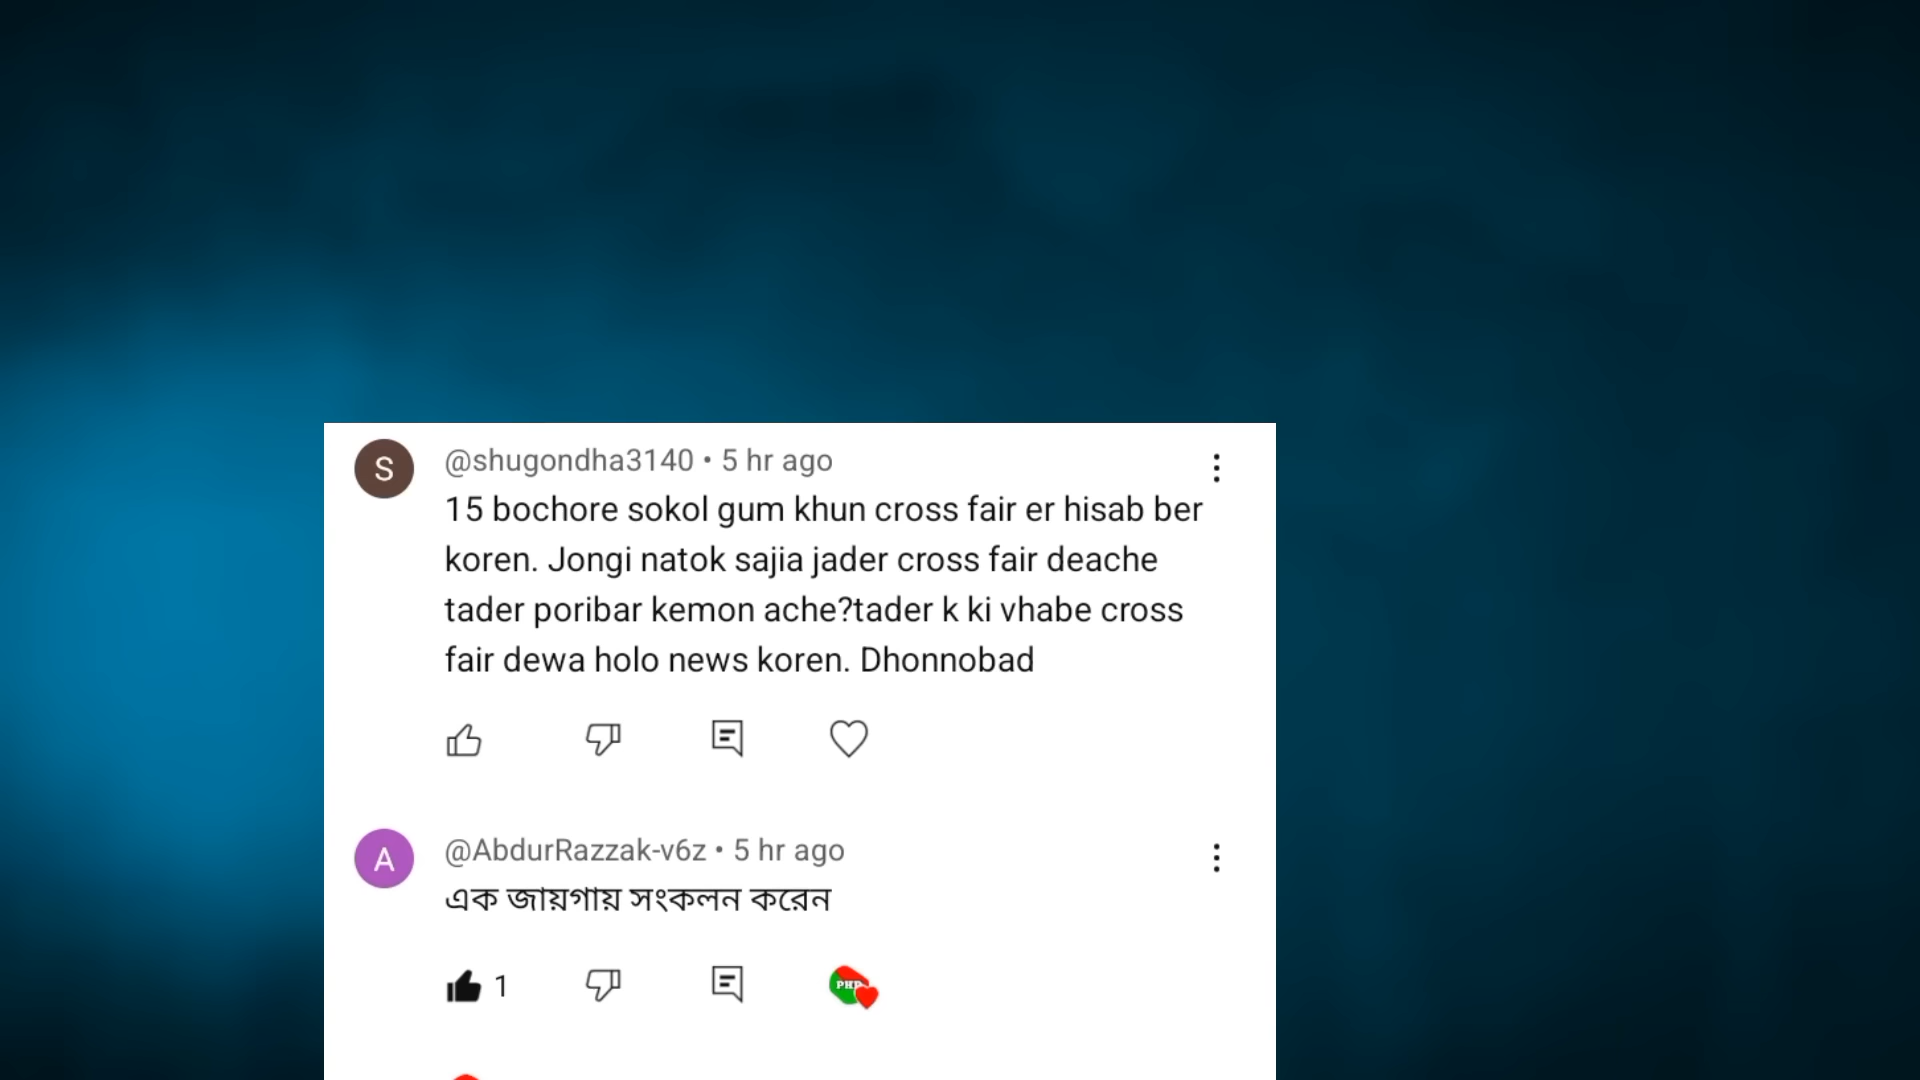 S
@shugondha3140 • 5 hr ago
15 bochore sokol gum khun cross fair er hisab ber
koren. Jongi natok sajia jader cross fair deache
tader poribar kemon ache?tader k ki vhabe cross
fair dewa holo news koren. Dhonnobad
A
@AbdurRazzak-v6z • 5 hr ago
এক জায়গায় সংকলন করেন
1
PHP